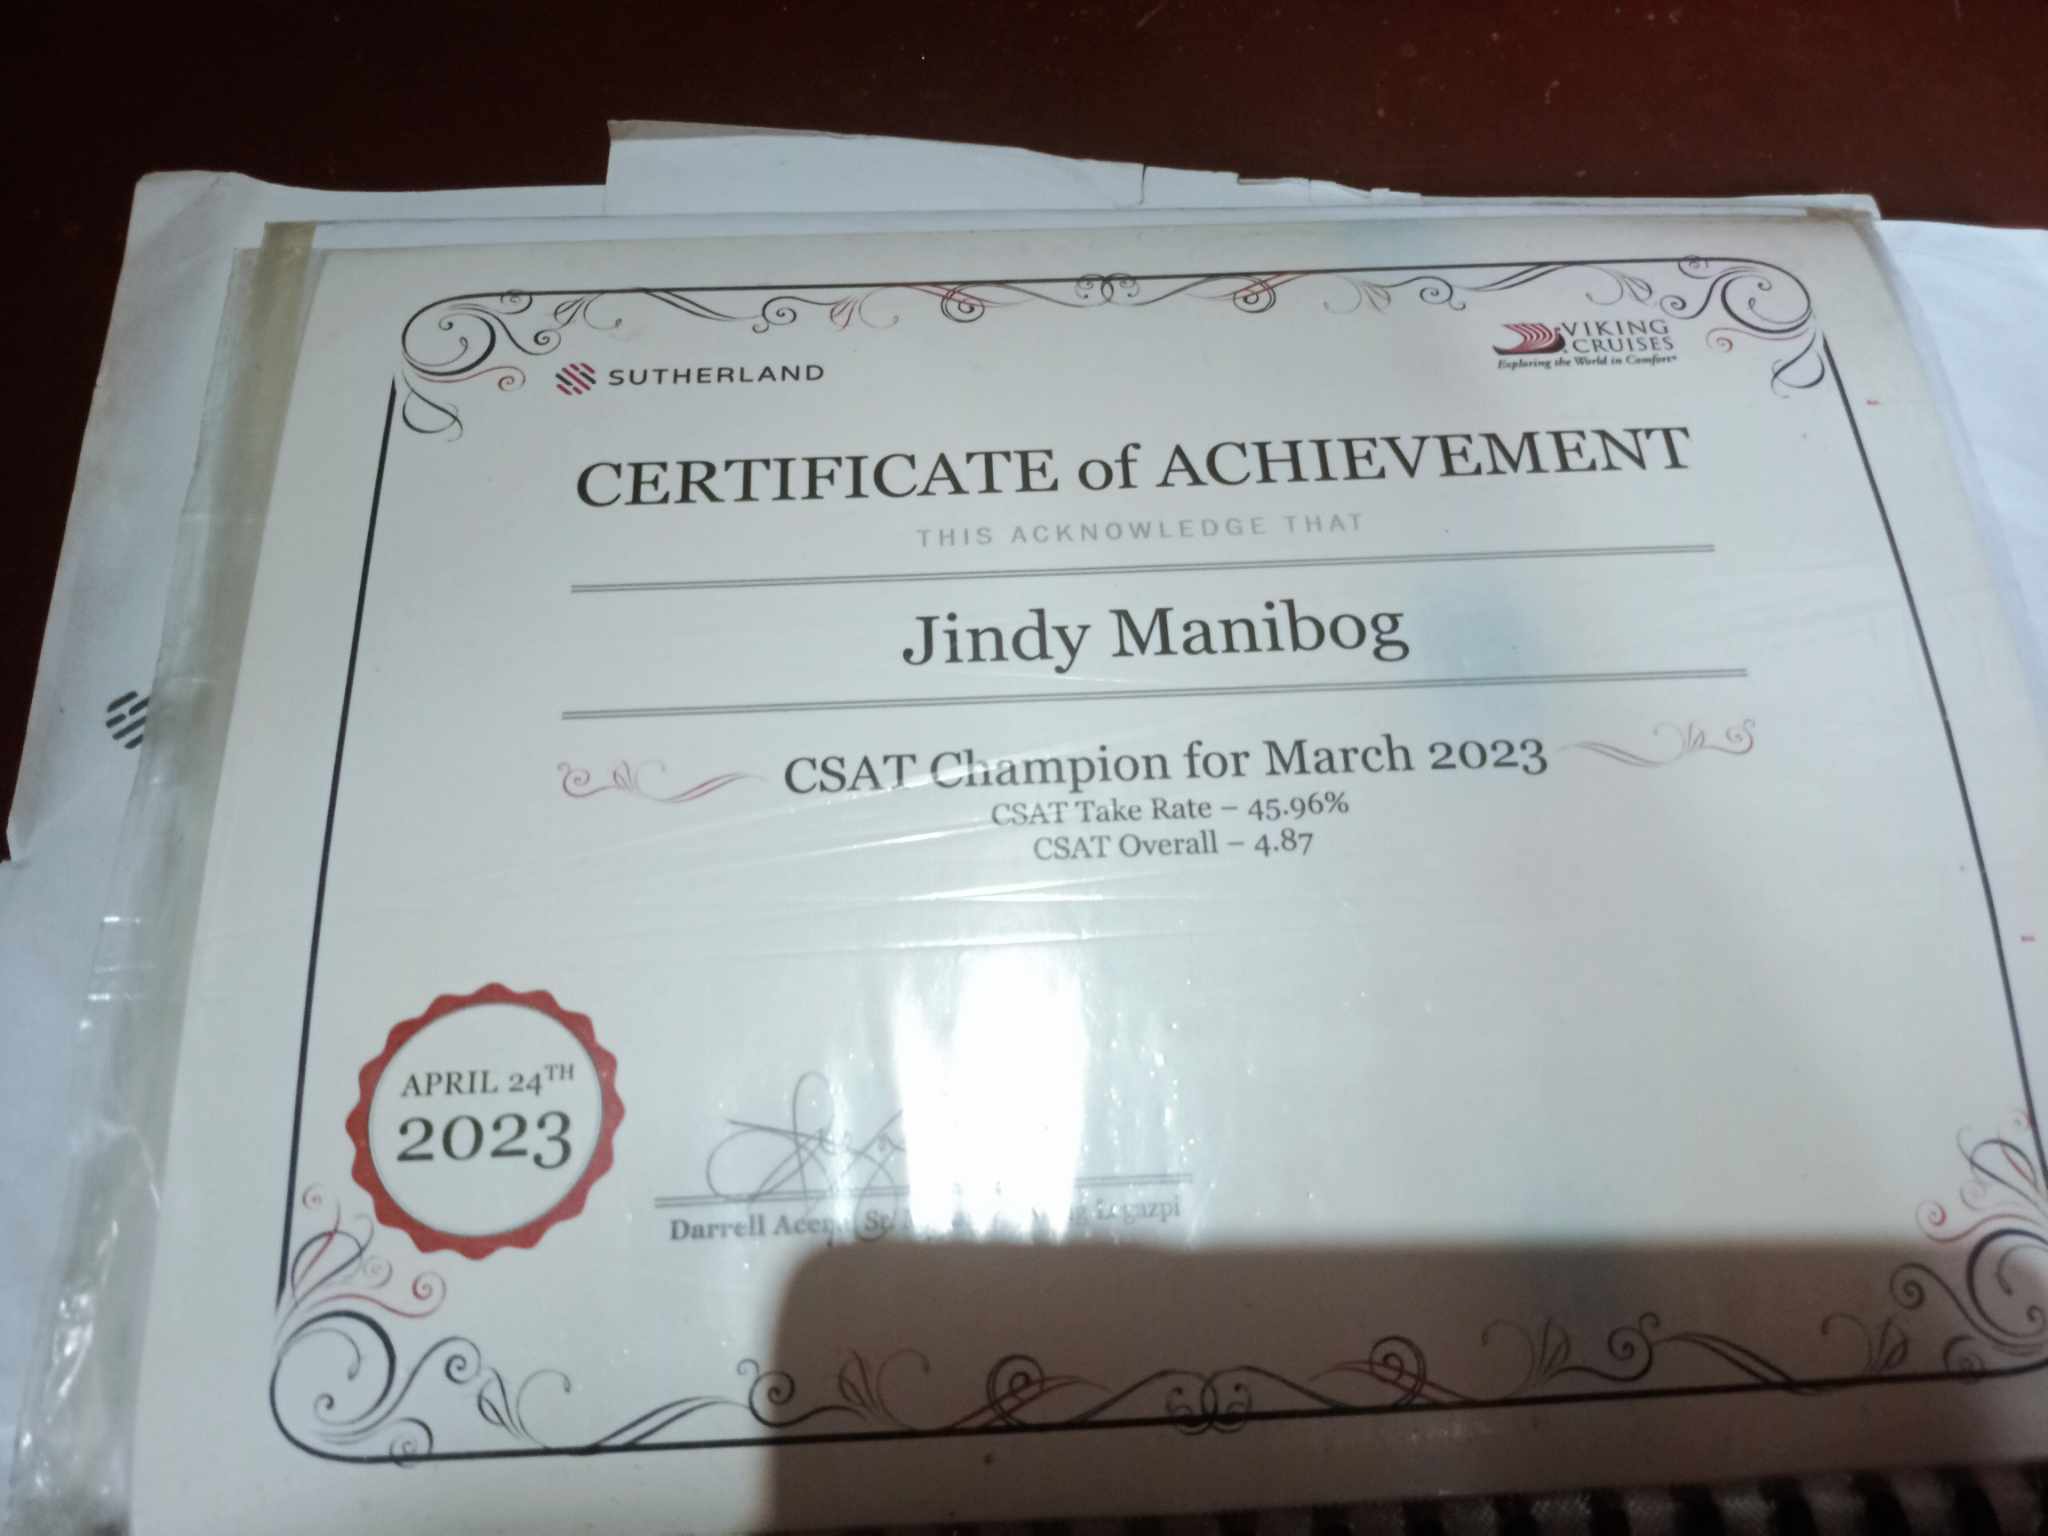 SUTHERLAND
VIKING
CRUISES
Exploring the World in Comfort®
CERTIFICATE of ACHIEVEMENT
THIS ACKNOWLEDGE THAT
Jindy Manibog
CSAT Champion for March 2023
CSAT Take Rate – 45.96%
CSAT Overall – 4.87
APRIL 24TH
2023
Darrell Legazpi